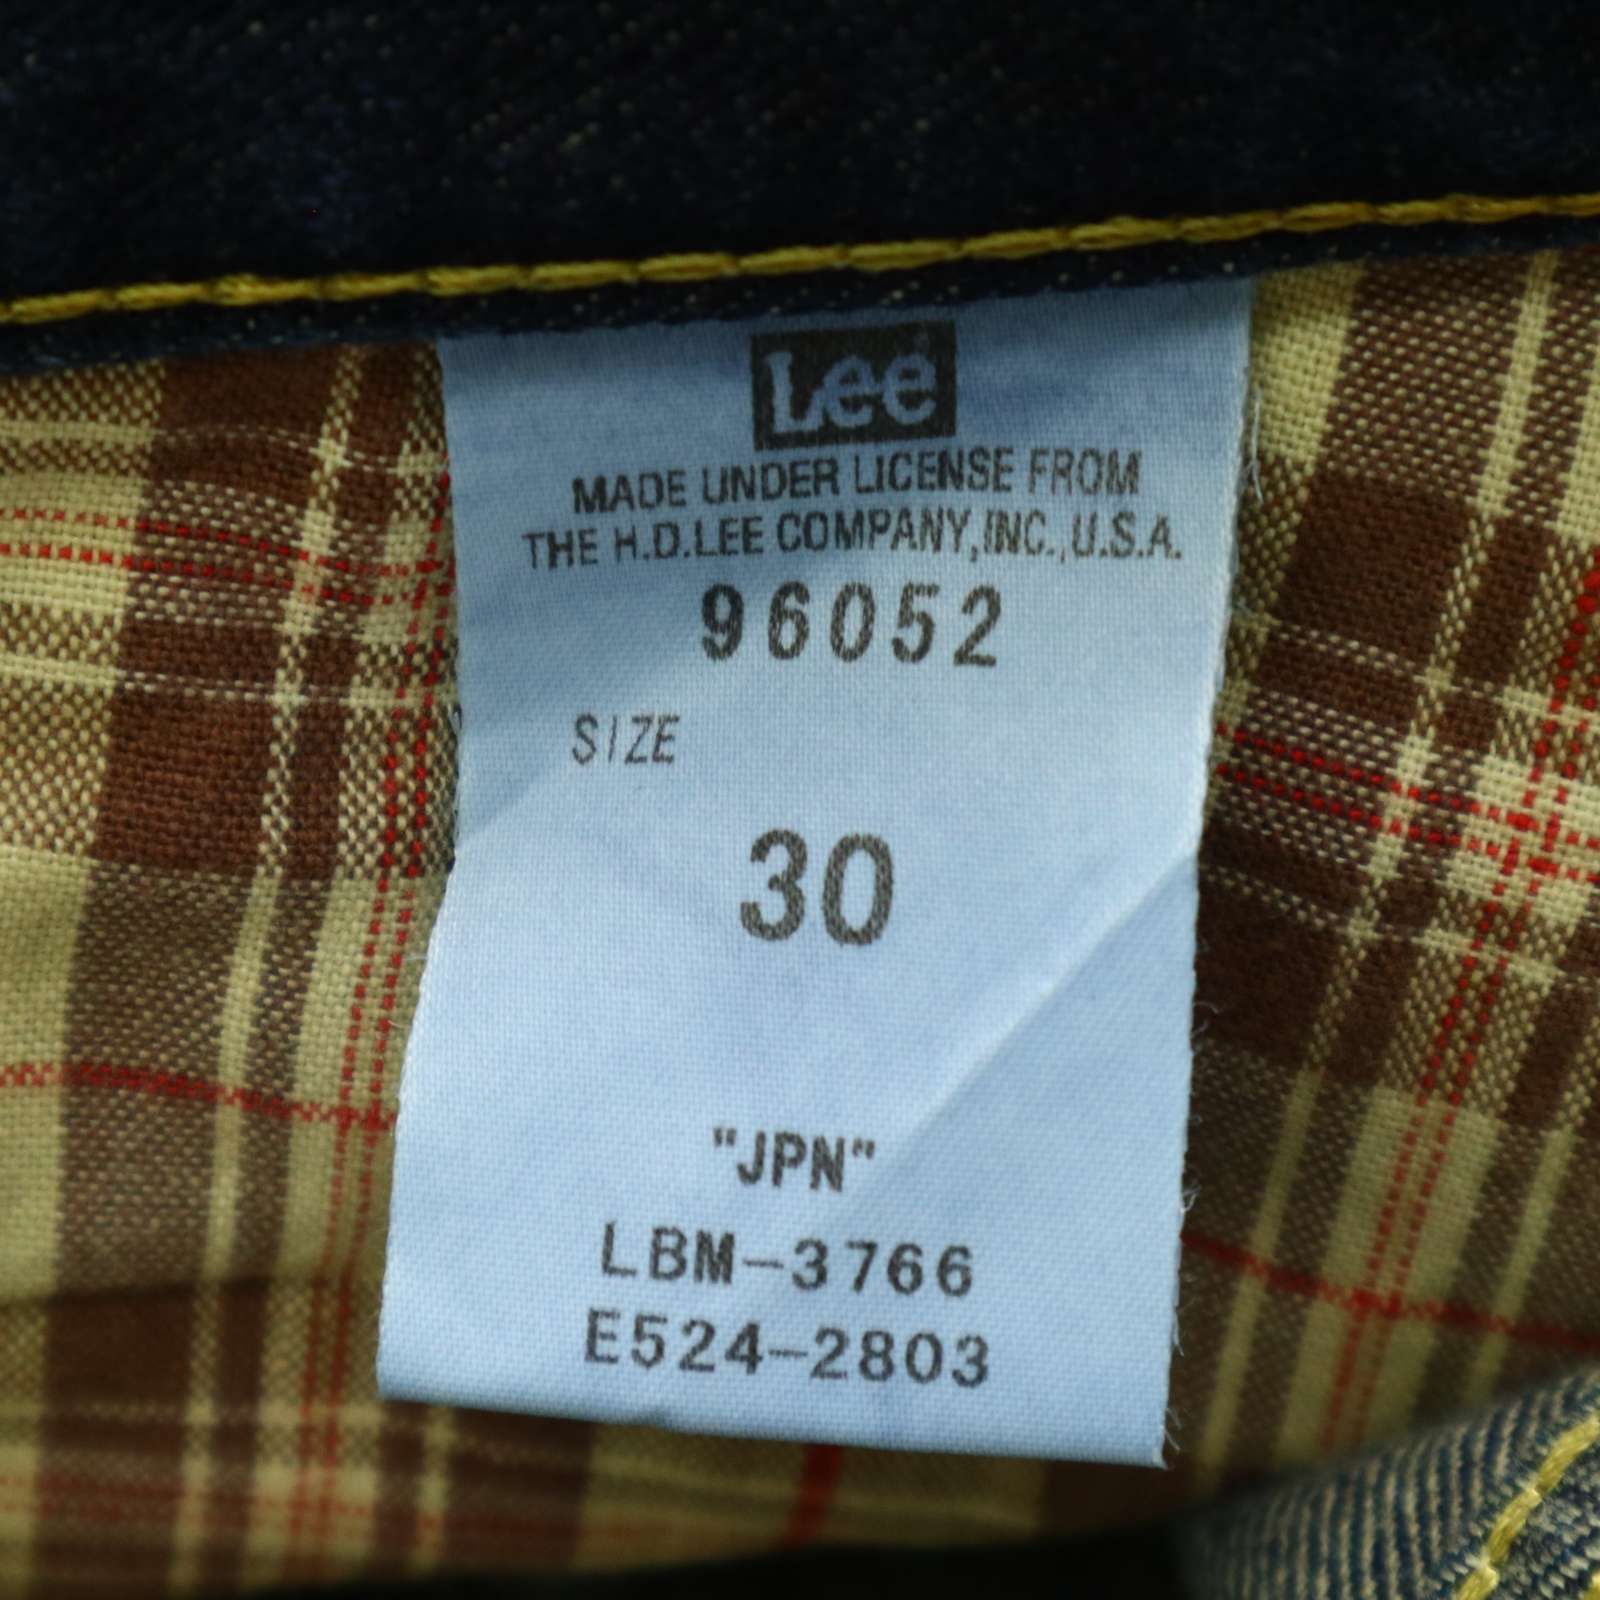 Lee
MADE UNDER LICENSE FROM
THE H.D.LEE COMPANY,INC.,U.S.A.
96052
SIZE
30
"JPN"
LBM-3766
E524-2803